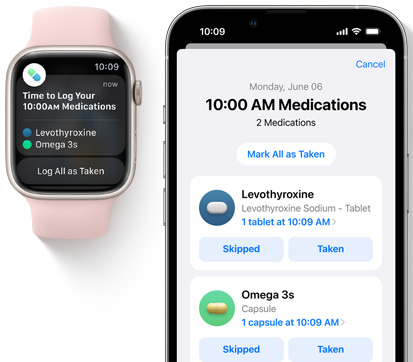 10:09
now
Time to Log Your
10:00AM Medications
Levothyroxine
Omega 3s
Log All as Taken
10:09
Cancel
Monday, June 06
10:00 AM Medications
2 Medications
Mark All as Taken
Levothyroxine
Levothyroxine Sodium - Tablet
1 tablet at 10:09 AM
Skipped
Taken
Omega 3s
Capsule
1 capsule at 10:09 AM
Skipped
Taken